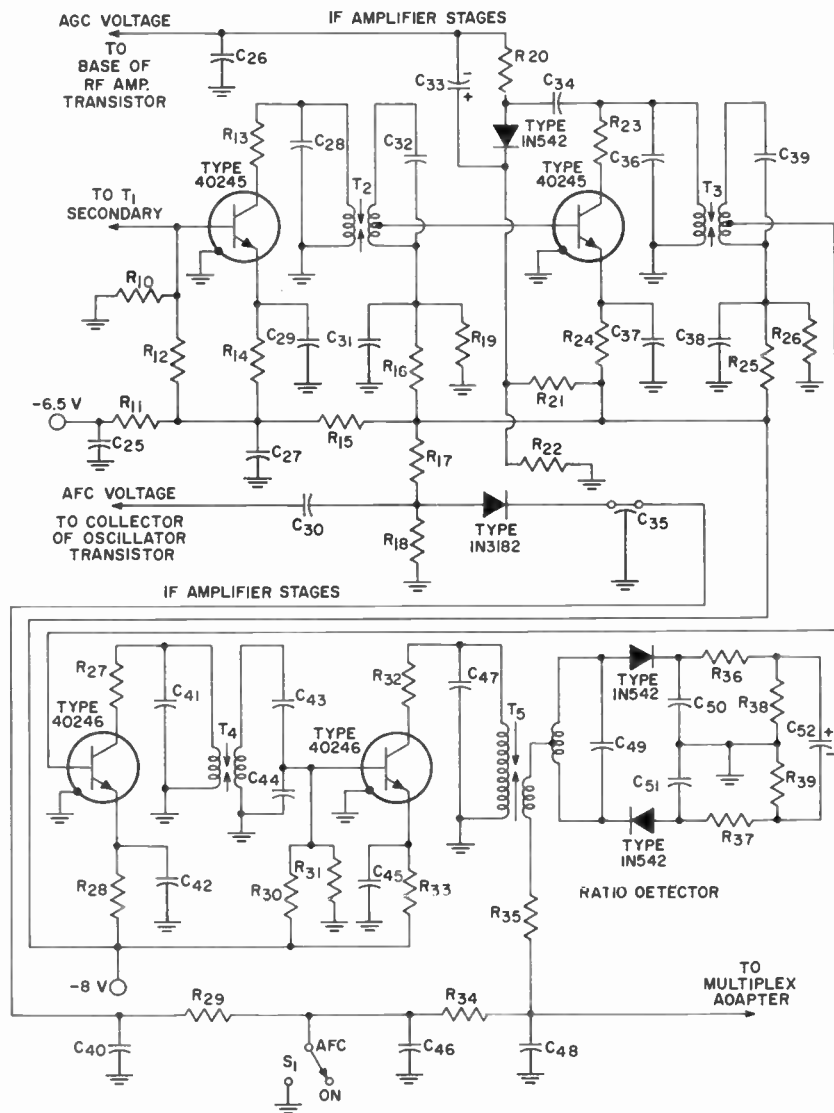 AGC VOLTAGE
TO
BASE OF
RF AMP.
TRANSISTOR
IF AMPLIFIER STAGES
C26
C33
-
+
R20
C34
TYPE
IN542
R13
C28
C32
R23
C36
C39
TYPE
40245
T2
TYPE
40245
T3
TO T1
SECONDARY
R10
R12
R14
C29
C31
R16
R19
R24
C37
C38
R25
R26
-6.5 V
R11
C25
C27
R15
R21
R17
R22
AFC VOLTAGE
TO COLLECTOR
OF OSCILLATOR
TRANSISTOR
C30
R18
TYPE
IN3182
C35
IF AMPLIFIER STAGES
R27
C41
T4
C43
R32
C47
T5
TYPE
40246
TYPE
40246
C44
TYPE
IN542
R36
C50
R38
C52
+
-
C49
C51
R39
R37
TYPE
IN542
R28
C42
R30
R31
C45
R33
RATIO DETECTOR
R35
-8 V
R29
R34
TO
MULTIPLEX
AOAPTER
C40
S1
AFC
ON
C46
C48